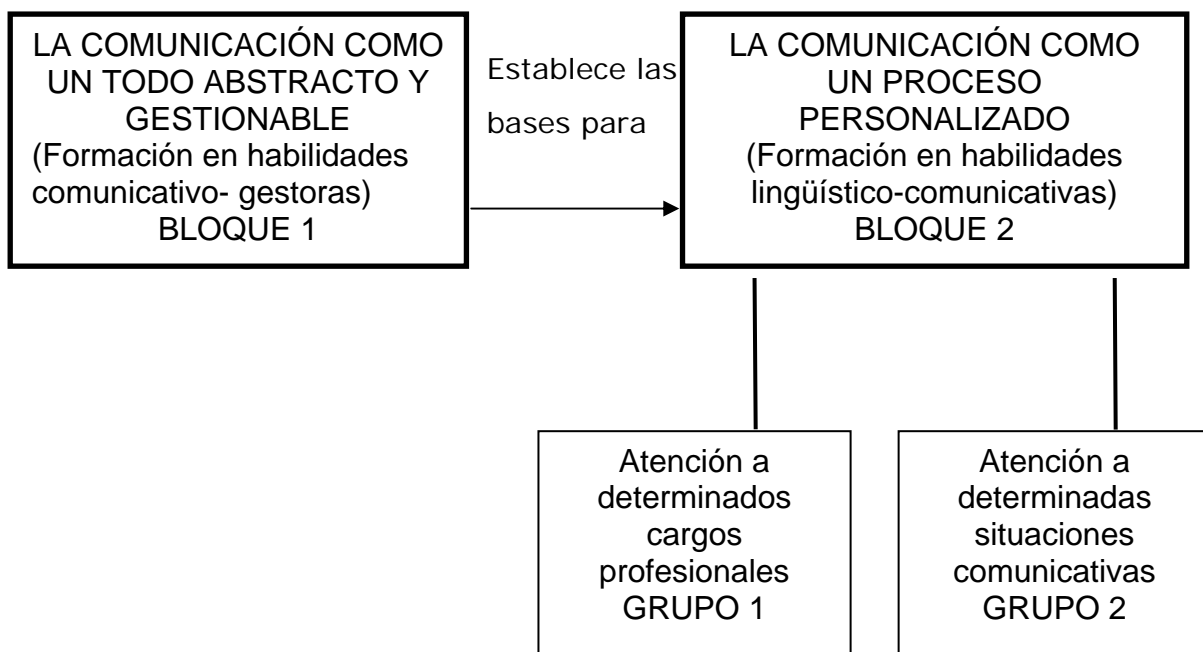 LA COMUNICACIÓN COMO
UN TODO ABSTRACTO Y
GESTIONABLE
(Formación en habilidades
comunicativo- gestoras)
BLOQUE 1
Establece las
bases para
LA COMUNICACIÓN COMO
UN PROCESO
PERSONALIZADO
(Formación en habilidades
lingüístico-comunicativas)
BLOQUE 2
Atención a
determinados
cargos
profesionales
GRUPO 1
Atención a
determinadas
situaciones
comunicativas
GRUPO 2